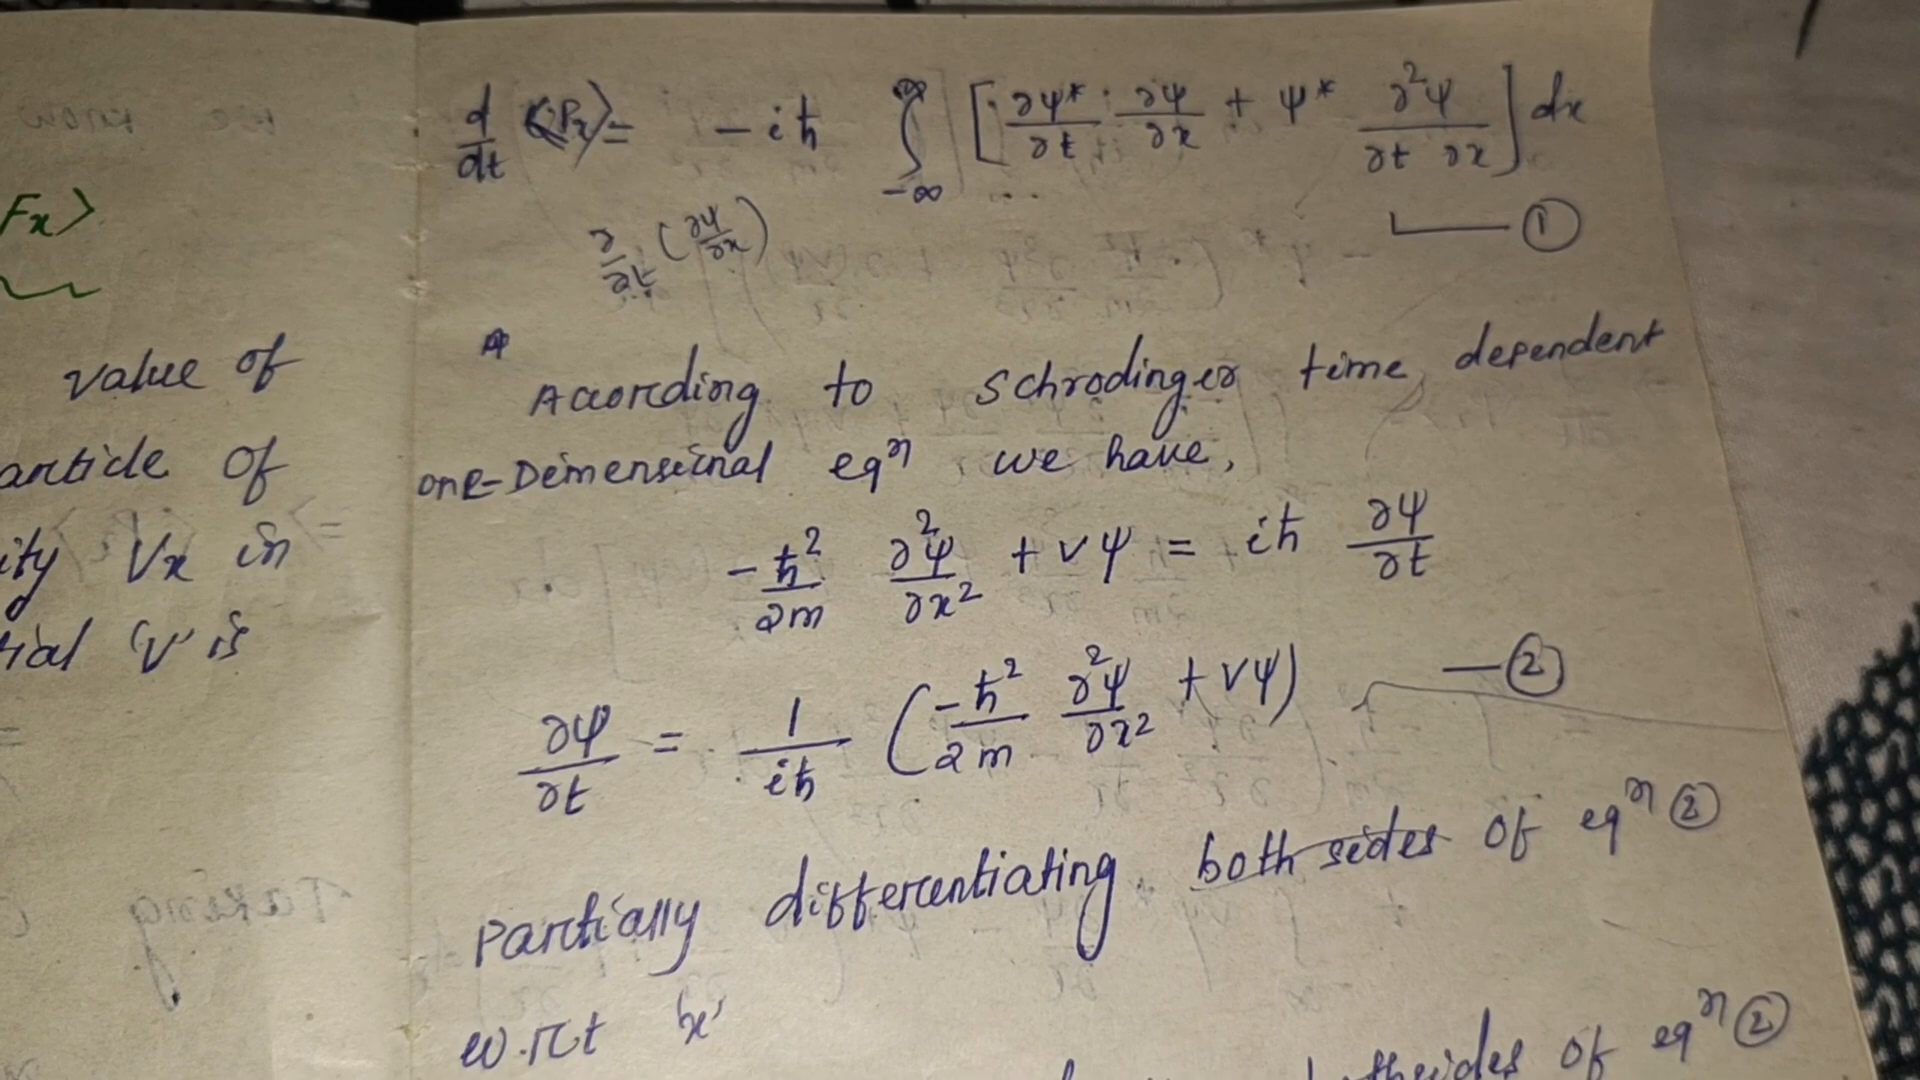 Fx>
value of
article of
ity Vx in
tial 'V' is
d/dt <Px> = - iħ ∫_{-∞}^{∞} [ ∂ψ*/∂t · ∂ψ/∂x + ψ* ∂²ψ/∂t ∂x ] dx
①
∂/∂t (∂ψ/∂x)
According to Schrodinger time dependent
one-Dimensional eqⁿ we have,
-ħ²/2m ∂²ψ/∂x² + vψ = iħ ∂ψ/∂t
∂ψ/∂t = 1/iħ (-ħ²/2m ∂²ψ/∂x² + vψ) — ②
Partially differentiating both sides of eqⁿ ②
w.r.t 'x'
of eqⁿ ②